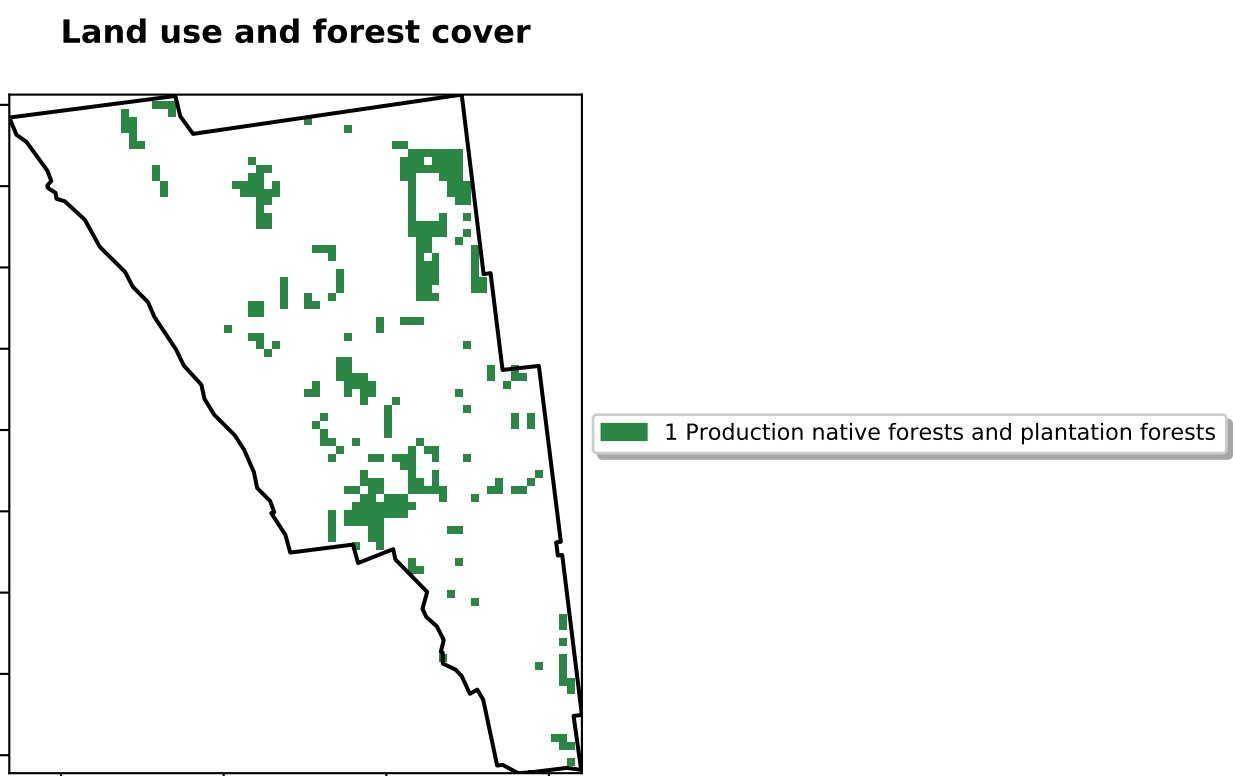 Land use and forest cover
1 Production native forests and plantation forests